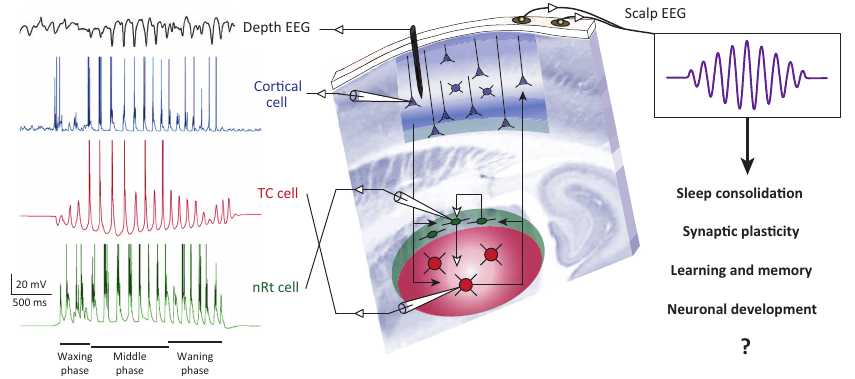 Depth EEG
Scalp EEG
Cortical
cell
TC cell
nRt cell
20 mV
500 ms
Waxing
phase
Middle
phase
Waning
phase
Sleep consolidation
Synaptic plasticity
Learning and memory
Neuronal development
?